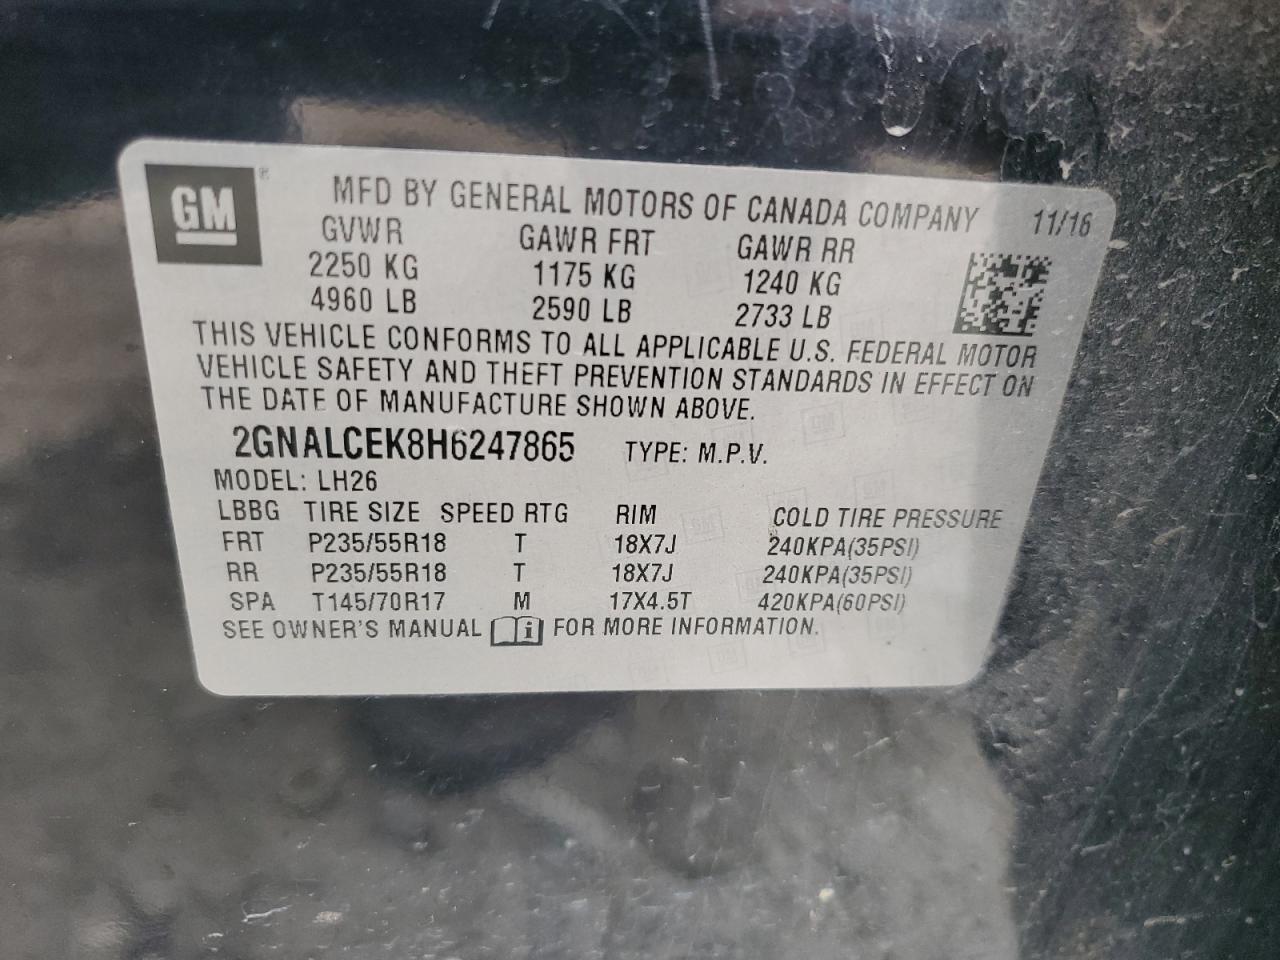 GM ®
MFD BY GENERAL MOTORS OF CANADA COMPANY 11/16
GVWR GAWR FRT GAWR RR
2250 KG 1175 KG 1240 KG
4960 LB 2590 LB 2733 LB
THIS VEHICLE CONFORMS TO ALL APPLICABLE U.S. FEDERAL MOTOR
VEHICLE SAFETY AND THEFT PREVENTION STANDARDS IN EFFECT ON
THE DATE OF MANUFACTURE SHOWN ABOVE.
2GNALCEK8H6247865 TYPE: M.P.V.
MODEL: LH26
LBBG TIRE SIZE SPEED RTG RIM COLD TIRE PRESSURE
FRT P235/55R18 T 18X7J 240KPA(35PSI)
RR P235/55R18 T 18X7J 240KPA(35PSI)
SPA T145/70R17 M 17X4.5T 420KPA(60PSI)
SEE OWNER'S MANUAL i FOR MORE INFORMATION.